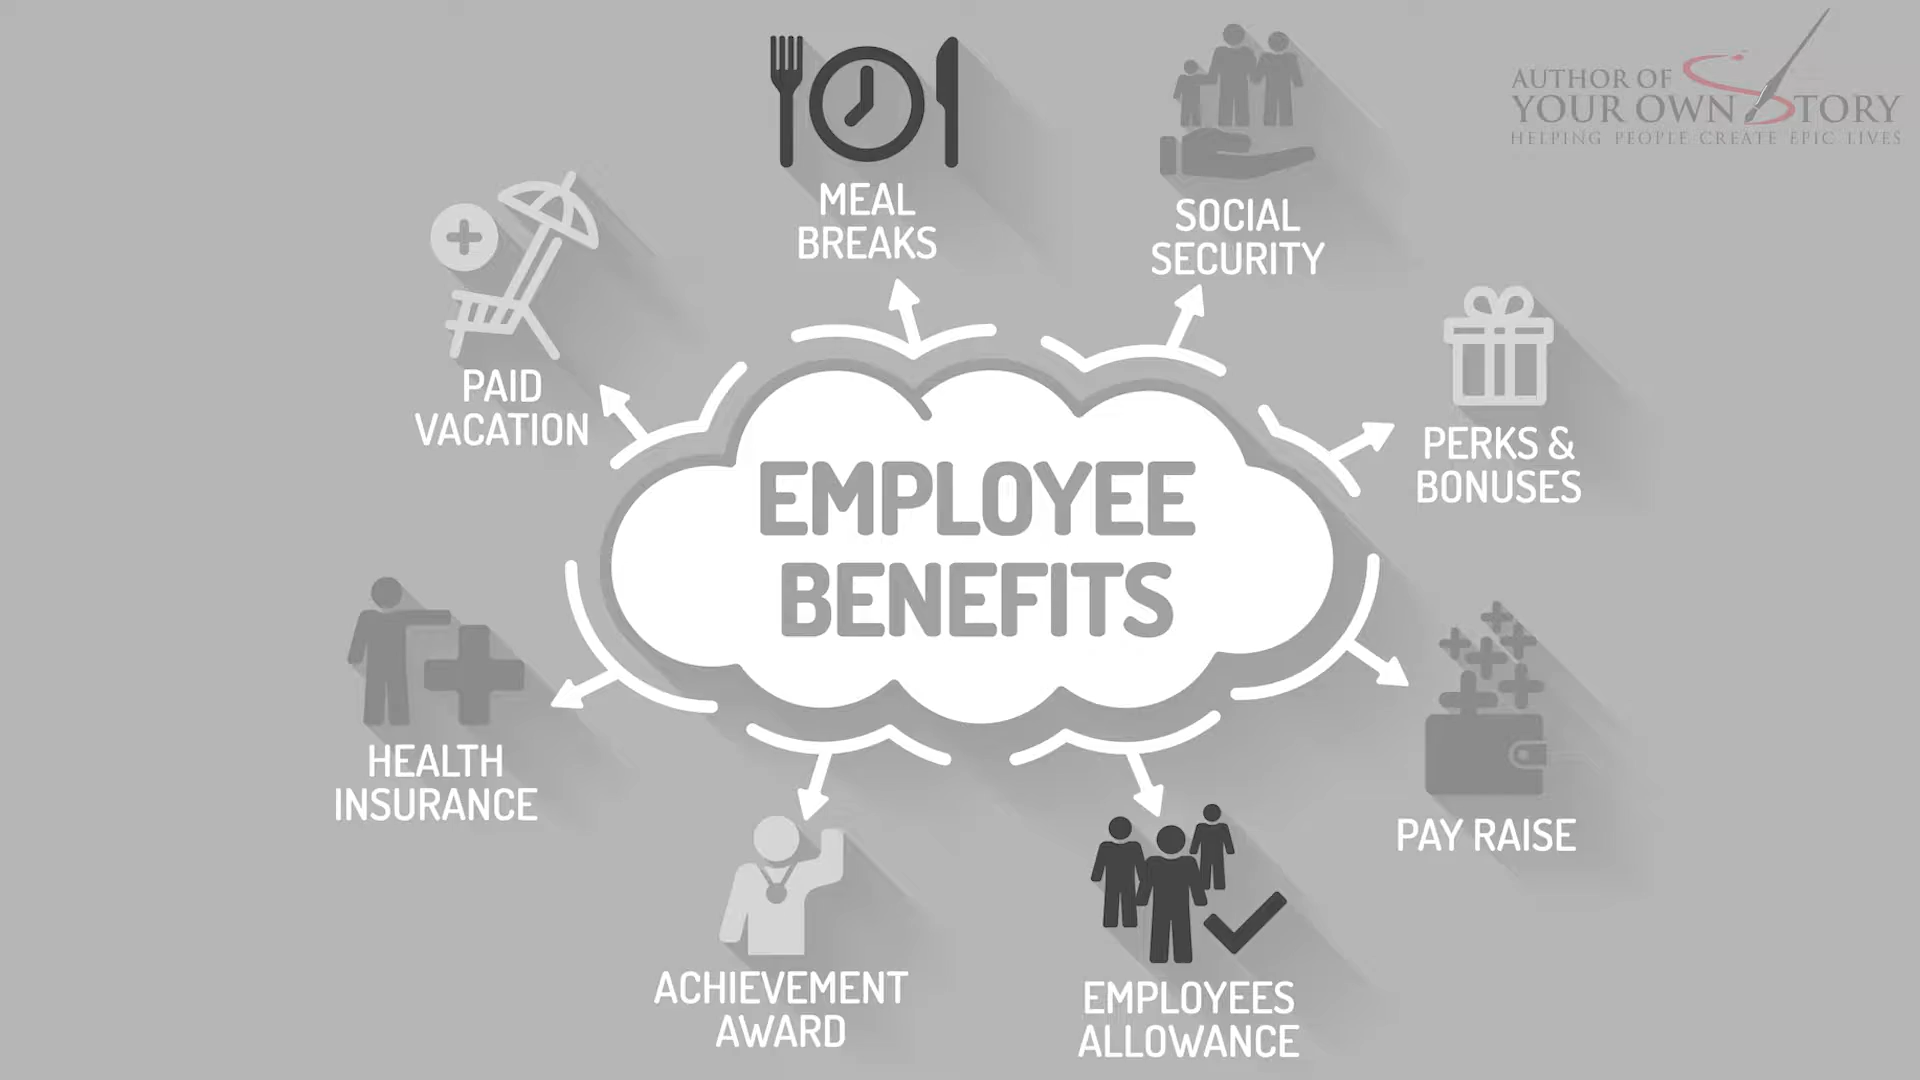 MEAL
BREAKS
SOCIAL
SECURITY
AUTHOR OF
YOUR OWN STORY
HELPING PEOPLE CREATE EPIC LIVES
PAID
VACATION
PERKS &
BONUSES
EMPLOYEE
BENEFITS
HEALTH
INSURANCE
PAY RAISE
ACHIEVEMENT
AWARD
EMPLOYEES
ALLOWANCE